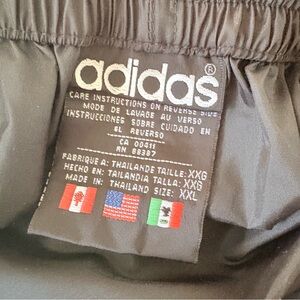 adidas®
CARE INSTRUCTIONS ON REVERSE SIDE
MODE DE LAVAGE AU VERSO
INSTRUCCIONES SOBRE CUIDADO EN
EL REVERSO
CA 00411
RN 88387
FABRIQUE A: THAILANDE TAILLE: XXG
HECHO EN: TAILANDIA TALLA: XXG
MADE IN: THAILAND SIZE: XXL